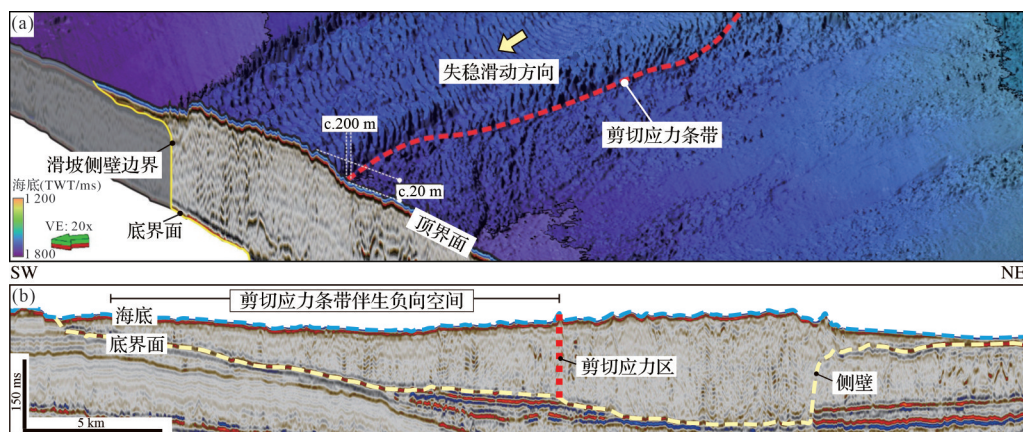 (a)
失稳滑动方向
c.200 m
剪切应力条带
滑坡侧壁边界
c.20 m
海底(TWT/ms)
1 200
VE: 20x
底界面
顶界面
1 800
SW
NE
(b)
剪切应力条带伴生负向空间
海底
底界面
剪切应力区
侧壁
150 ms
5 km